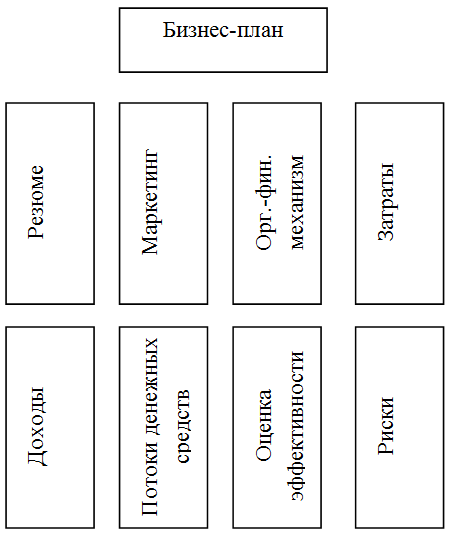 Бизнес-план
Резюме
Маркетинг
Орг.-фин.
механизм
Затраты
Доходы
Потоки денежных
средств
Оценка
эффективности
Риски